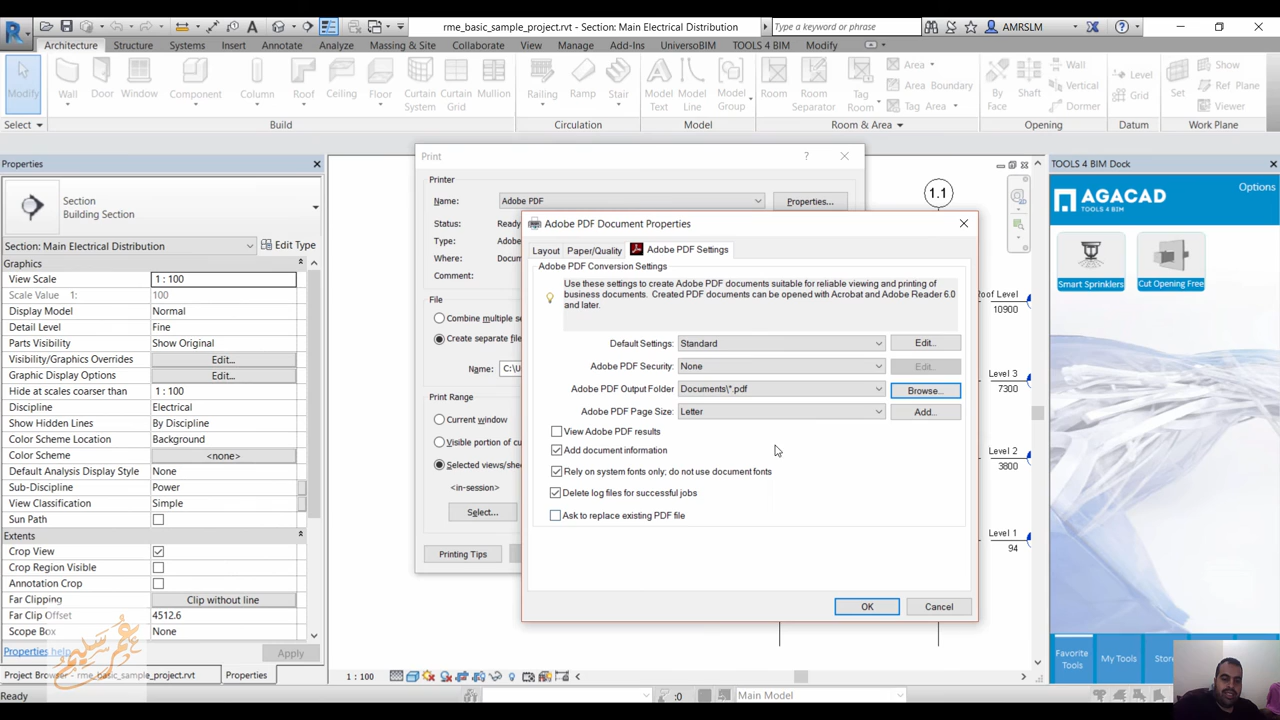 rme_basic_sample_project.rvt - Section: Main Electrical Distribution
Type a keyword or phrase
AMRSLM
Architecture Structure Systems Insert Annotate Analyze Massing & Site Collaborate View Manage Add-Ins UniversoBIM TOOLS 4 BIM Modify
Modify
Wall
Door
Window
Component
Column
Roof
Ceiling
Floor
Curtain
System
Curtain
Grid
Mullion
Railing
Ramp
Stair
Model
Text
Model
Line
Model
Group
Room
Room
Separator
Tag
Room
Area
Area Boundary
Tag Area
By
Face
Shaft
Wall
Vertical
Dormer
Level
Grid
Set
Show
Ref Plane
Viewer
Select
Build
Circulation
Model
Room & Area
Opening
Datum
Work Plane
Properties
Section
Building Section
Section: Main Electrical Distribution
Edit Type
Graphics
View Scale 1 : 100
Scale Value 1: 100
Display Model Normal
Detail Level Fine
Parts Visibility Show Original
Visibility/Graphics Overrides Edit...
Graphic Display Options Edit...
Hide at scales coarser than 1 : 100
Discipline Electrical
Show Hidden Lines By Discipline
Color Scheme Location Background
Color Scheme <none>
Default Analysis Display Style None
Sub-Discipline Power
View Classification Simple
Sun Path
Extents
Crop View
Crop Region Visible
Annotation Crop
Far Clipping Clip without line
Far Clip Offset 4512.6
Scope Box None
Properties help
Apply
Project Browser - rme_basic_sample_project.rvt
Properties
Ready
Print
Printer
Name: Adobe PDF
Properties...
Status: Ready
Type: Adobe
Where: Docum
Comment:
File
Combine multiple se
Create separate file
Name: C:\U
Print Range
Current window
Visible portion of cu
Selected views/she
<in-session>
Select...
Printing Tips
Adobe PDF Document Properties
Layout
Paper/Quality
Adobe PDF Settings
Adobe PDF Conversion Settings
Use these settings to create Adobe PDF documents suitable for reliable viewing and printing of
business documents. Created PDF documents can be opened with Acrobat and Adobe Reader 6.0
and later.
Default Settings: Standard Edit...
Adobe PDF Security: None Edit...
Adobe PDF Output Folder Documents\*.pdf Browse...
Adobe PDF Page Size: Letter Add...
View Adobe PDF results
Add document information
Rely on system fonts only; do not use document fonts
Delete log files for successful jobs
Ask to replace existing PDF file
OK
Cancel
1.1
oof Level
10900
Level 3
7300
Level 2
3800
Level 1
94
1 : 100
:0
Main Model
TOOLS 4 BIM Dock
AGACAD
TOOLS 4 BIM
Options
Smart Sprinklers
Cut Opening Free
Favorite
Tools
My Tools
Store
عمر سليم